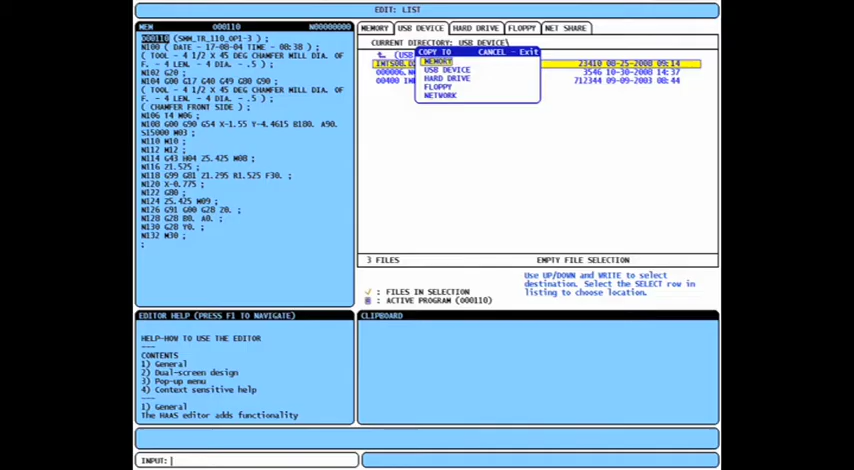 EDIT: LIST
MEM O00110 N00000000
O00110 (SMM_TR_110_OP1-3 ) ;
N100 ( DATE - 17-08-04 TIME - 08:38 ) ;
( TOOL - 4 1/2 X 45 DEG CHAMFER MILL DIA. OF
F. - 4 LEN. - 4 DIA. - .5 ) ;
N102 G20 ;
N104 G00 G17 G40 G49 G80 G90 ;
( TOOL - 4 1/2 X 45 DEG CHAMFER MILL DIA. OF
F. - 4 LEN. - 4 DIA. - .5 ) ;
( CHAMFER FRONT SIDE ) ;
N106 T4 M06 ;
N108 G00 G90 G54 X-1.55 Y-4.4615 B180. A90.
S15000 M03 ;
N110 M10 ;
N112 M12 ;
N114 G43 H04 Z5.425 M08 ;
N116 Z1.525 ;
N118 G99 G81 Z1.295 R1.525 F30. ;
N120 X-0.775 ;
N122 G80 ;
N124 Z5.425 M09 ;
N126 G91 G00 G28 Z0. ;
N128 G28 B0. A0. ;
N130 G28 Y0. ;
N132 M30 ;
;
MEMORY USB DEVICE HARD DRIVE FLOPPY NET SHARE
CURRENT DIRECTORY: USB DEVICE\
(USB
23410 08-25-2008 09:14
000006.N 3546 10-30-2008 14:37
O0400 IM 712344 09-09-2003 08:44
COPY TO CANCEL - Exit
MEMORY
USB DEVICE
HARD DRIVE
FLOPPY
NETWORK
3 FILES EMPTY FILE SELECTION
: FILES IN SELECTION
: ACTIVE PROGRAM (O00110)
Use UP/DOWN and WRITE to select
destination. Select the SELECT row in
listing to choose location.
EDITOR HELP (PRESS F1 TO NAVIGATE)
HELP-HOW TO USE THE EDITOR
---
CONTENTS
1) General
2) Dual-screen design
3) Pop-up menu
4) Context sensitive help
---
1) General
The HAAS editor adds functionality
CLIPBOARD
INPUT: